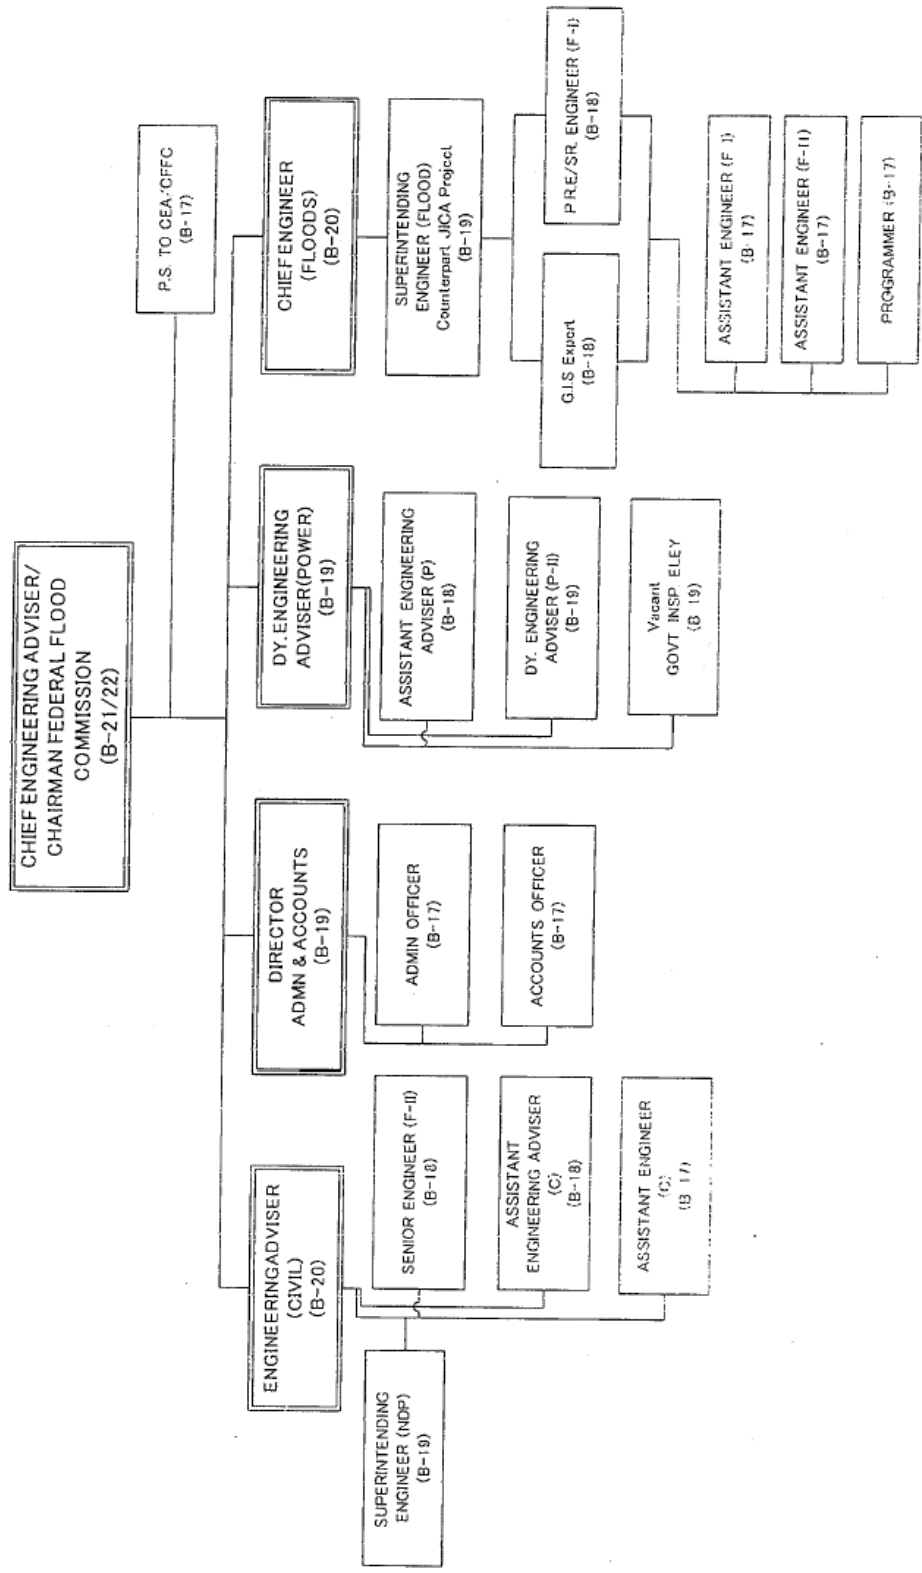 CHIEF ENGINEERING ADVISER/
CHAIRMAN FEDERAL FLOOD
COMMISSION
(B-21/22)
P.S. TO CEA/CFFC
(B-17)
ENGINEERING ADVISER
(CIVIL)
(B-20)
DIRECTOR
ADMN & ACCOUNTS
(B-19)
DY. ENGINEERING
ADVISER(POWER)
(B-19)
CHIEF ENGINEER
(FLOODS)
(B-20)
SUPERINTENDING
ENGINEER (NDP)
(B-19)
SENIOR ENGINEER (F-II)
(B-18)
ASSISTANT
ENGINEERING ADVISER
(C)
(B-18)
ASSISTANT ENGINEER
(C)
(B-17)
ADMIN OFFICER
(B-17)
ACCOUNTS OFFICER
(B-17)
ASSISTANT ENGINEERING
ADVISER (P)
(B-18)
DY. ENGINEERING
ADVISER (P-II)
(B-19)
Vacant
GOVT INSP. ELEY
(B-19)
SUPERINTENDING
ENGINEER (FLOOD)
Counterpart JICA Project
(B-19)
G.I.S Expert
(B-18)
P.R.E/SR. ENGINEER (F-I)
(B-18)
ASSISTANT ENGINEER (F-I)
(B-17)
ASSISTANT ENGINEER (F-II)
(B-17)
PROGRAMMER (B-17)